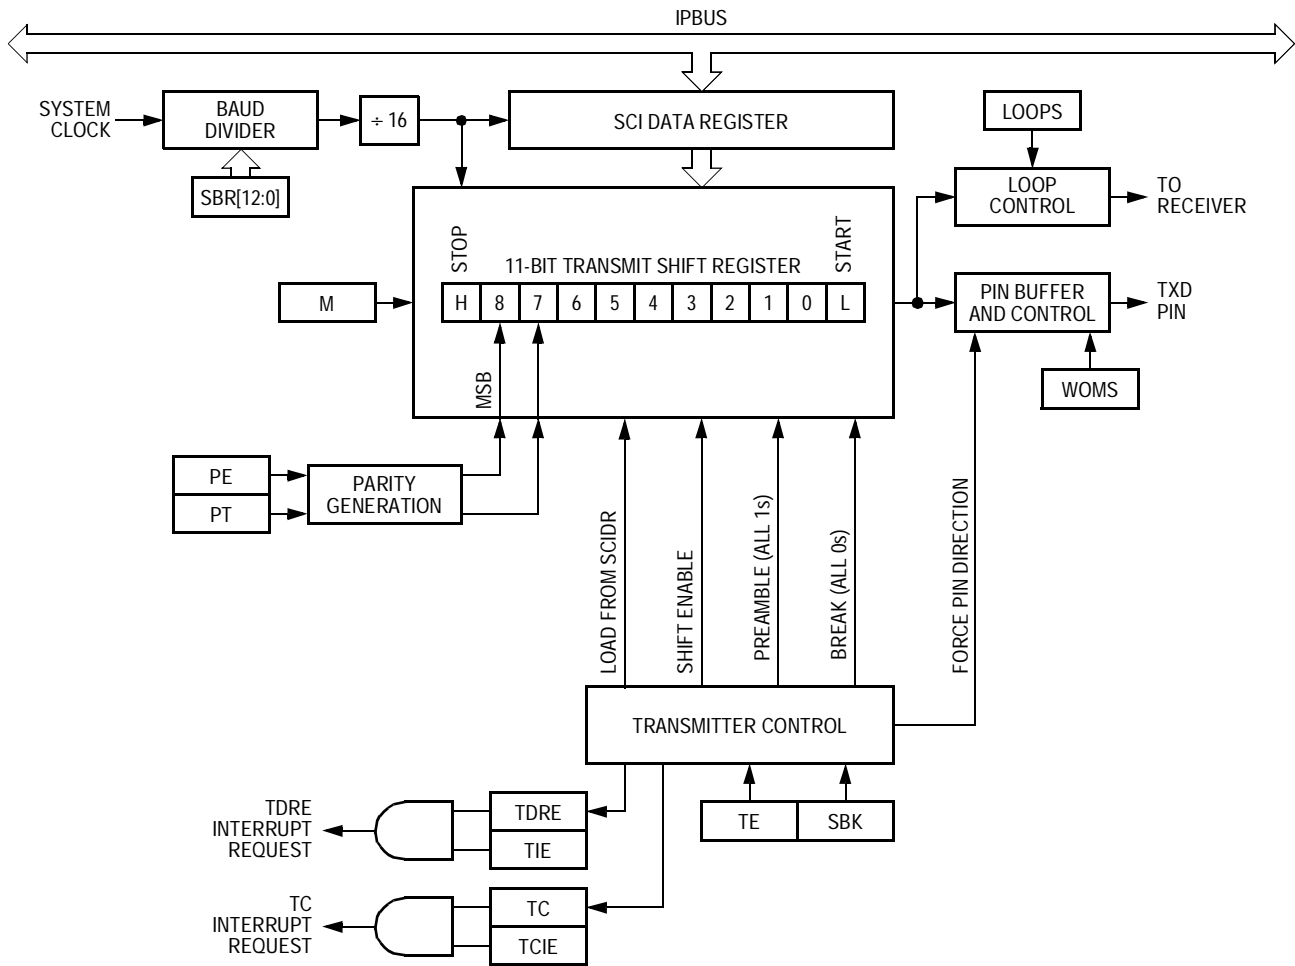 IPBUS
SYSTEM
CLOCK
BAUD
DIVIDER
÷ 16
SCI DATA REGISTER
LOOPS
SBR[12:0]
LOOP
CONTROL
TO
RECEIVER
STOP
11-BIT TRANSMIT SHIFT REGISTER
START
M
H 8 7 6 5 4 3 2 1 0 L
PIN BUFFER
AND CONTROL
TXD
PIN
MSB
WOMS
PE
PT
PARITY
GENERATION
LOAD FROM SCIDR
SHIFT ENABLE
PREAMBLE (ALL 1s)
BREAK (ALL 0s)
FORCE PIN DIRECTION
TRANSMITTER CONTROL
TDRE
INTERRUPT
REQUEST
TDRE
TIE
TE
SBK
TC
INTERRUPT
REQUEST
TC
TCIE